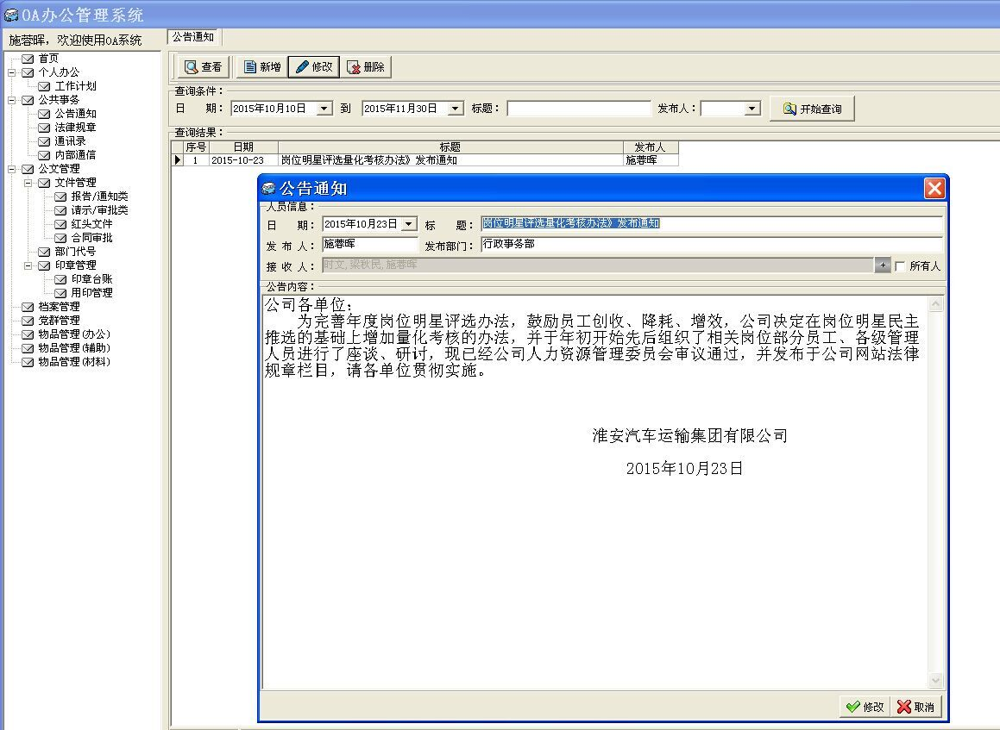 OA办公管理系统
施蓉晖，欢迎使用OA系统
公告通知
首页
个人办公
工作计划
公共事务
公告通知
法律规章
通讯录
内部通信
公文管理
文件管理
报告/通知类
请示/审批类
红头文件
合同审批
部门代号
印章管理
印章台账
用印管理
档案管理
党群管理
物品管理(办公)
物品管理(辅助)
物品管理(材料)
查看 新增 修改 删除
查询条件：
日 期： 2015年10月10日 到 2015年11月30日 标题： 发布人： 开始查询
查询结果：
序号 日期 标题 发布人
1 2015-10-23 岗位明星评选量化考核办法》发布通知 施蓉晖
公告通知
人员信息：
日 期： 2015年10月23日 标 题： 岗位明星评选量化考核办法》发布通知
发 布 人： 施蓉晖 发布部门： 行政事务部
接 收 人： 时文,梁秋民,施蓉晖 + 所有人
公告内容：
公司各单位：
为完善年度岗位明星评选办法，鼓励员工创收、降耗、增效，公司决定在岗位明星民主
推选的基础上增加量化考核的办法，并于年初开始先后组织了相关岗位部分员工、各级管理
人员进行了座谈、研讨，现已经公司人力资源管理委员会审议通过，并发布于公司网站法律
规章栏目，请各单位贯彻实施。
淮安汽车运输集团有限公司
2015年10月23日
修改 取消